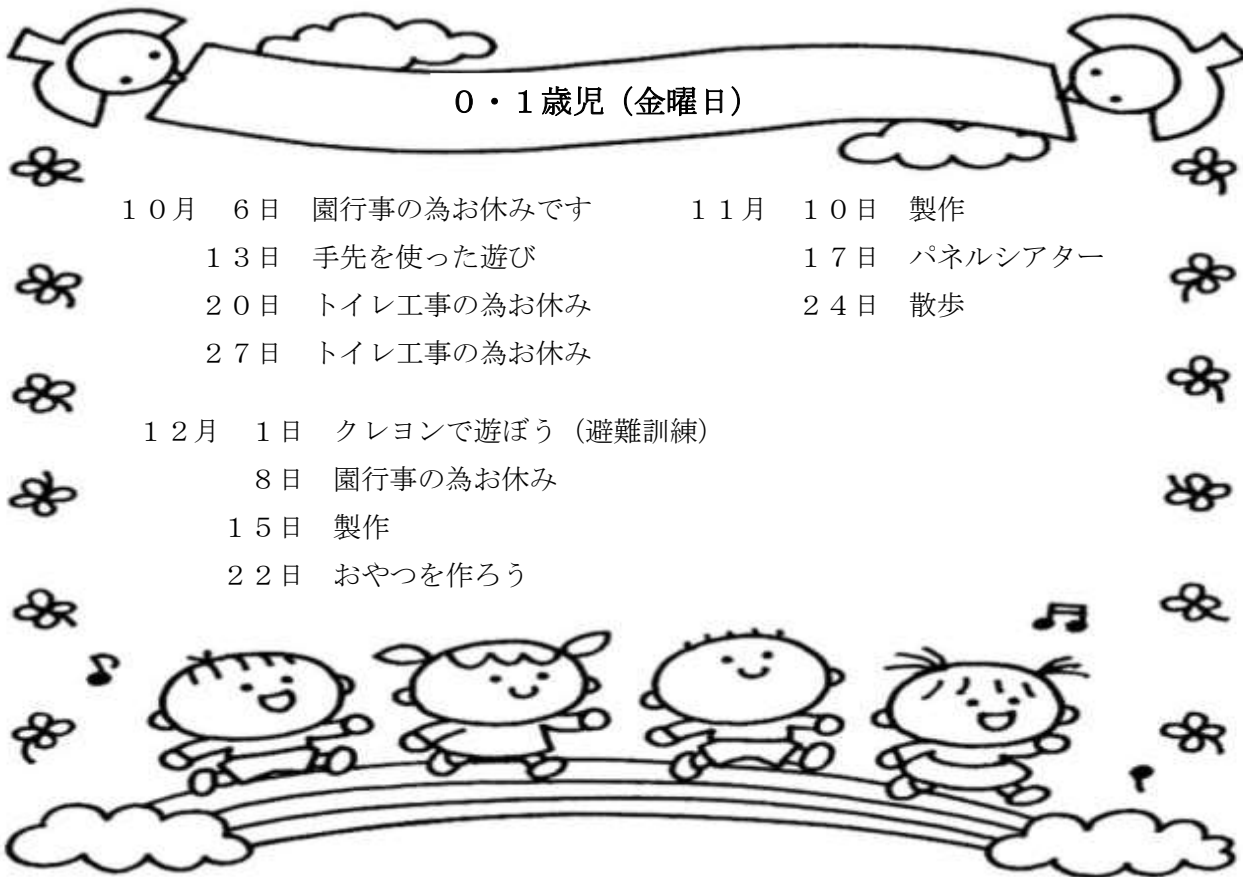 ０・１歳児（金曜日）
１０月　６日　園行事の為お休みです
１３日　手先を使った遊び
２０日　トイレ工事の為お休み
２７日　トイレ工事の為お休み
１１月　１０日　製作
１７日　パネルシアター
２４日　散歩
１２月　１日　クレヨンで遊ぼう（避難訓練）
８日　園行事の為お休み
１５日　製作
２２日　おやつを作ろう